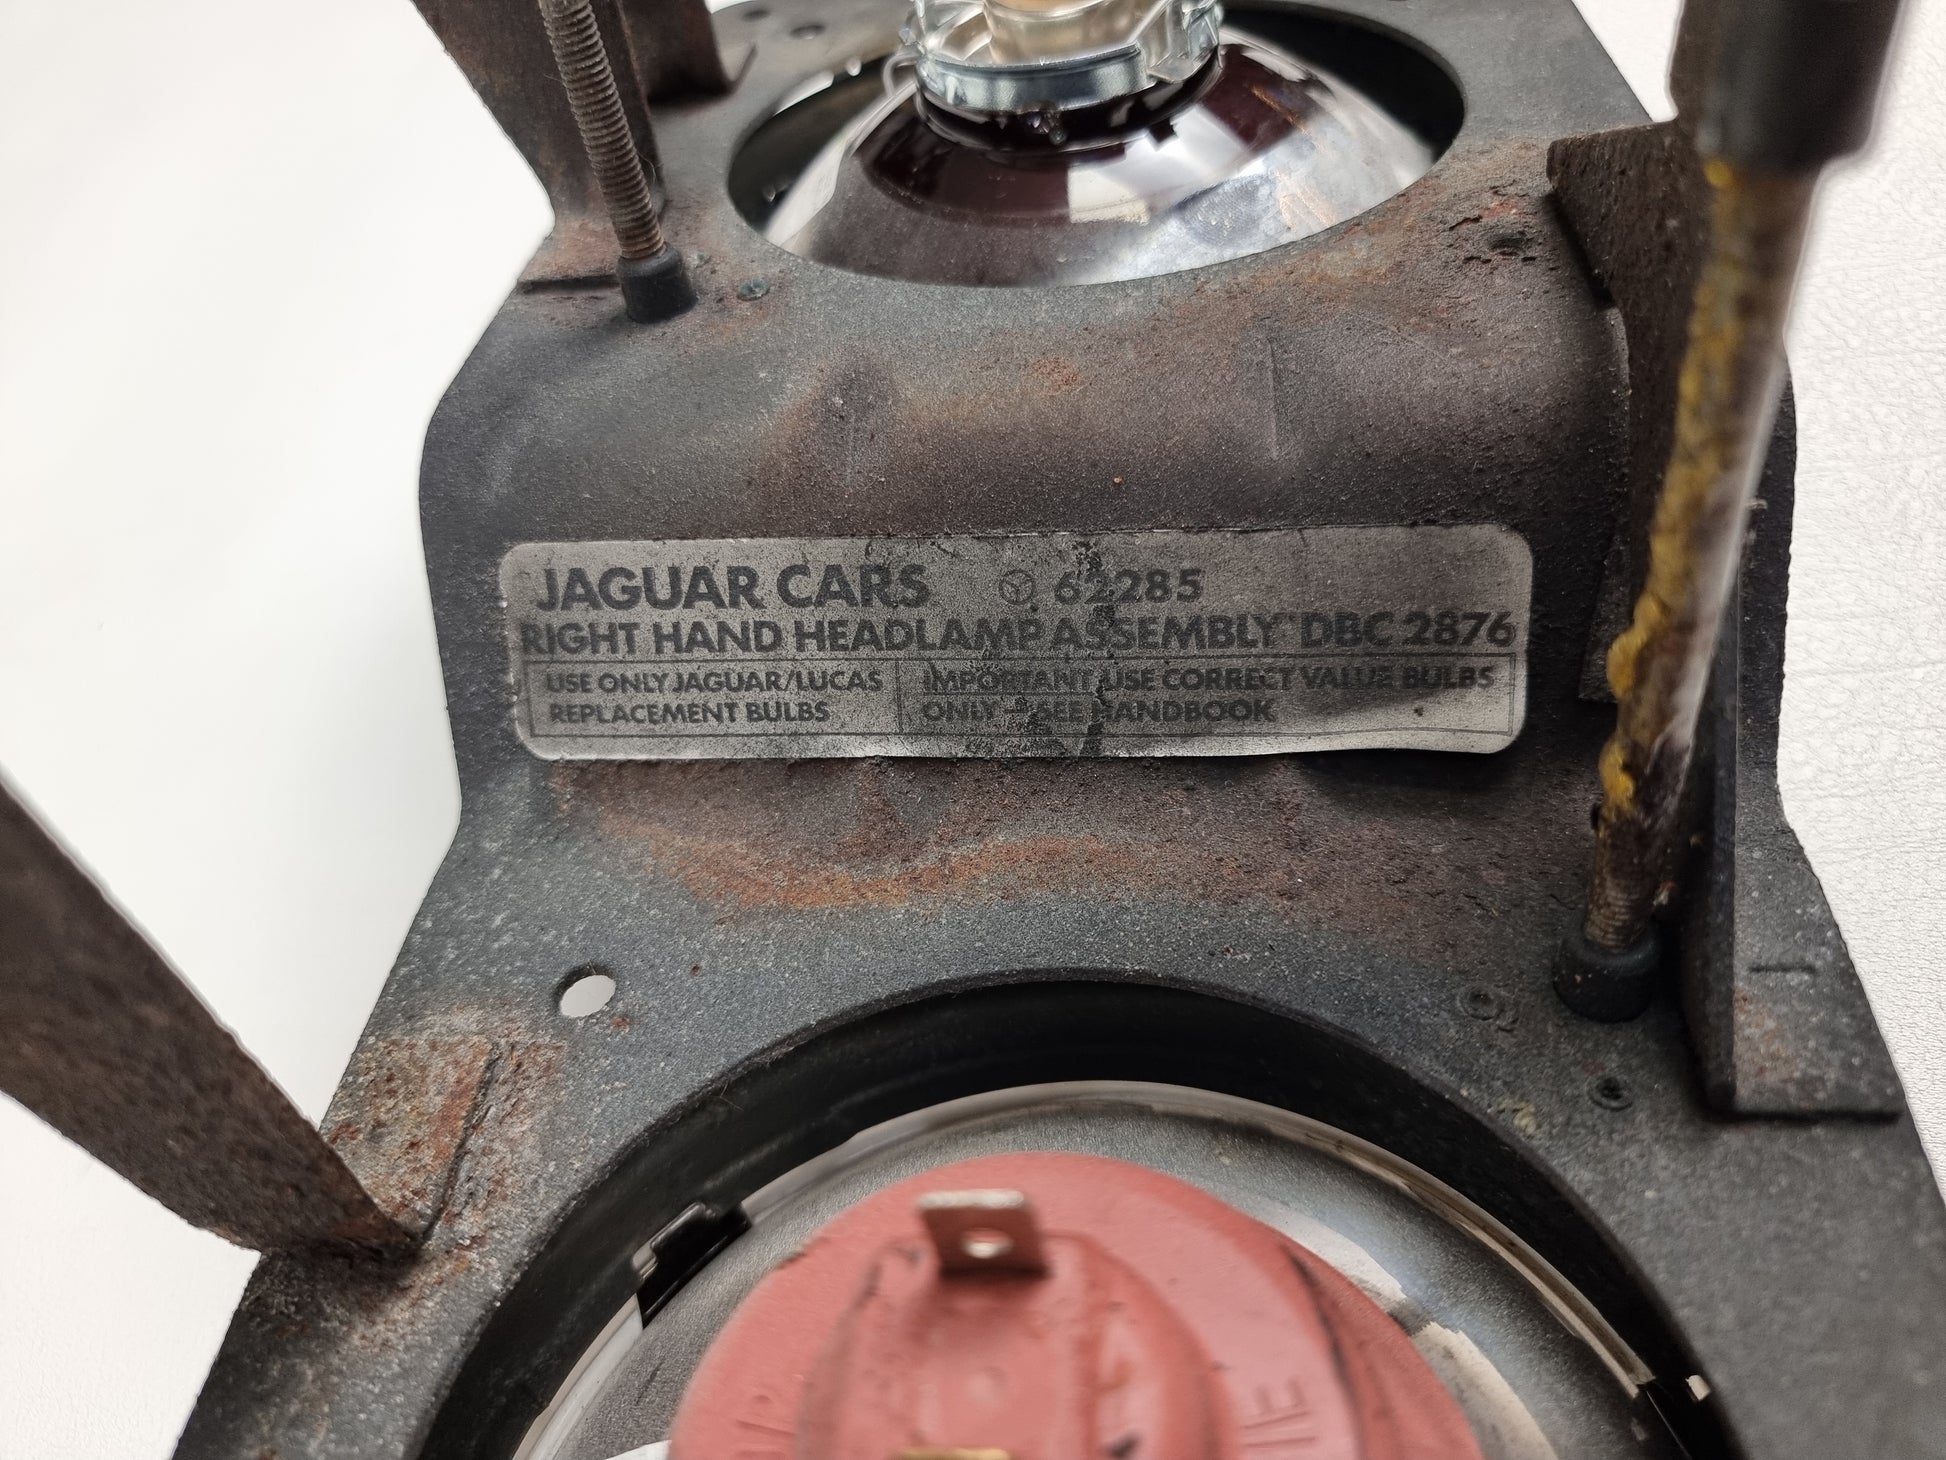 JAGUAR CARS 62285
RIGHT HAND HEADLAMP ASSEMBLY DBC 2876
USE ONLY JAGUAR/LUCAS
REPLACEMENT BULBS
IMPORTANT USE CORRECT VALUE BULBS
ONLY - SEE HANDBOOK